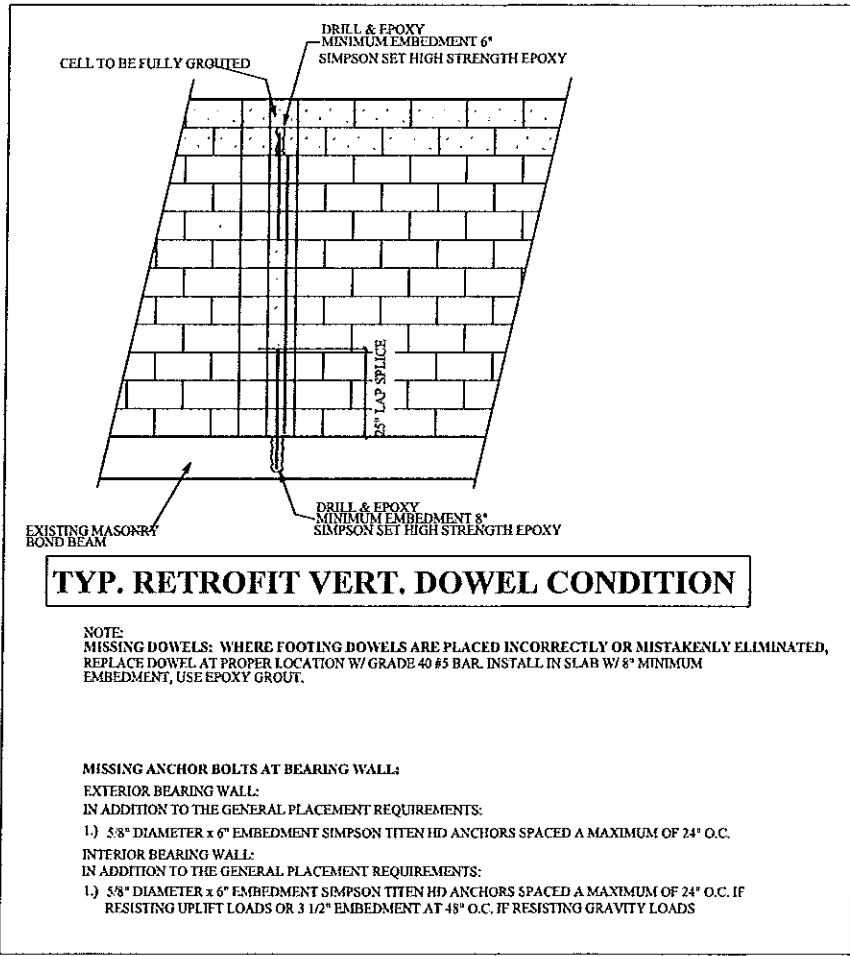 DRILL & EPOXY
MINIMUM EMBEDMENT 6"
SIMPSON SET HIGH STRENGTH EPOXY
CELL TO BE FULLY GROUTED
25" LAP SPLICE
DRILL & EPOXY
MINIMUM EMBEDMENT 8"
SIMPSON SET HIGH STRENGTH EPOXY
EXISTING MASONRY
BOND BEAM
TYP. RETROFIT VERT. DOWEL CONDITION
NOTE:
MISSING DOWELS: WHERE FOOTING DOWELS ARE PLACED INCORRECTLY OR MISTAKENLY ELIMINATED,
REPLACE DOWEL AT PROPER LOCATION W/ GRADE 40 #5 BAR. INSTALL IN SLAB W/ 8" MINIMUM
EMBEDMENT, USE EPOXY GROUT.
MISSING ANCHOR BOLTS AT BEARING WALL:
EXTERIOR BEARING WALL:
IN ADDITION TO THE GENERAL PLACEMENT REQUIREMENTS:
1.) 5/8" DIAMETER x 6" EMBEDMENT SIMPSON TITEN HD ANCHORS SPACED A MAXIMUM OF 24" O.C.
INTERIOR BEARING WALL:
IN ADDITION TO THE GENERAL PLACEMENT REQUIREMENTS:
1.) 5/8" DIAMETER x 6" EMBEDMENT SIMPSON TITEN HD ANCHORS SPACED A MAXIMUM OF 24" O.C. IF
RESISTING UPLIFT LOADS OR 3 1/2" EMBEDMENT AT 48" O.C. IF RESISTING GRAVITY LOADS